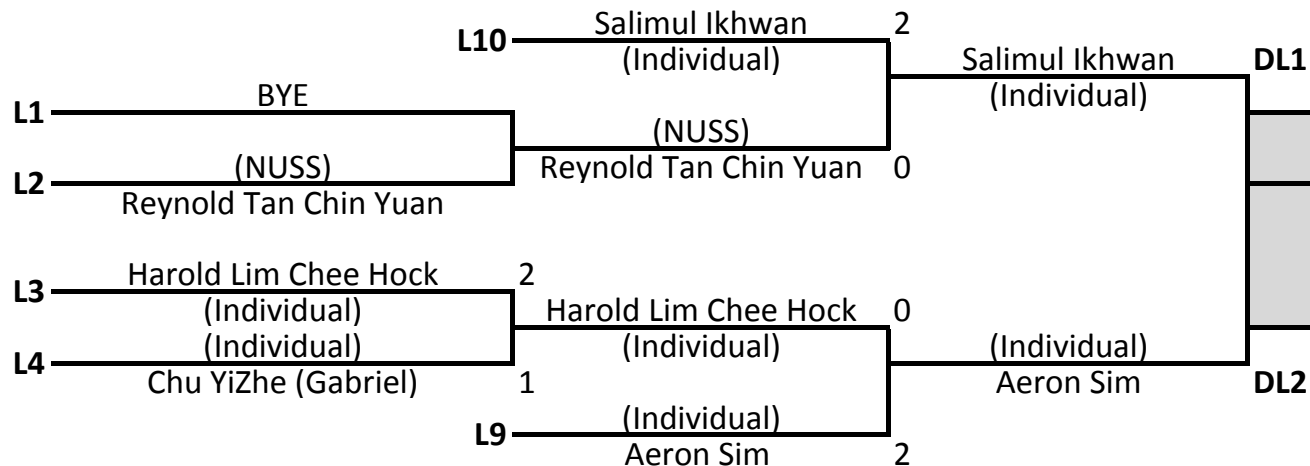 Salimul Ikhwan 2
L10
(Individual)
Salimul Ikhwan DL1
(Individual)
BYE
L1
(NUSS)
Reynold Tan Chin Yuan 0
(NUSS)
L2
Reynold Tan Chin Yuan
Harold Lim Chee Hock 2
L3
(Individual)
Harold Lim Chee Hock 0
(Individual)
(Individual)
L4
Chu YiZhe (Gabriel) 1
(Individual)
Aeron Sim DL2
(Individual)
L9
Aeron Sim 2